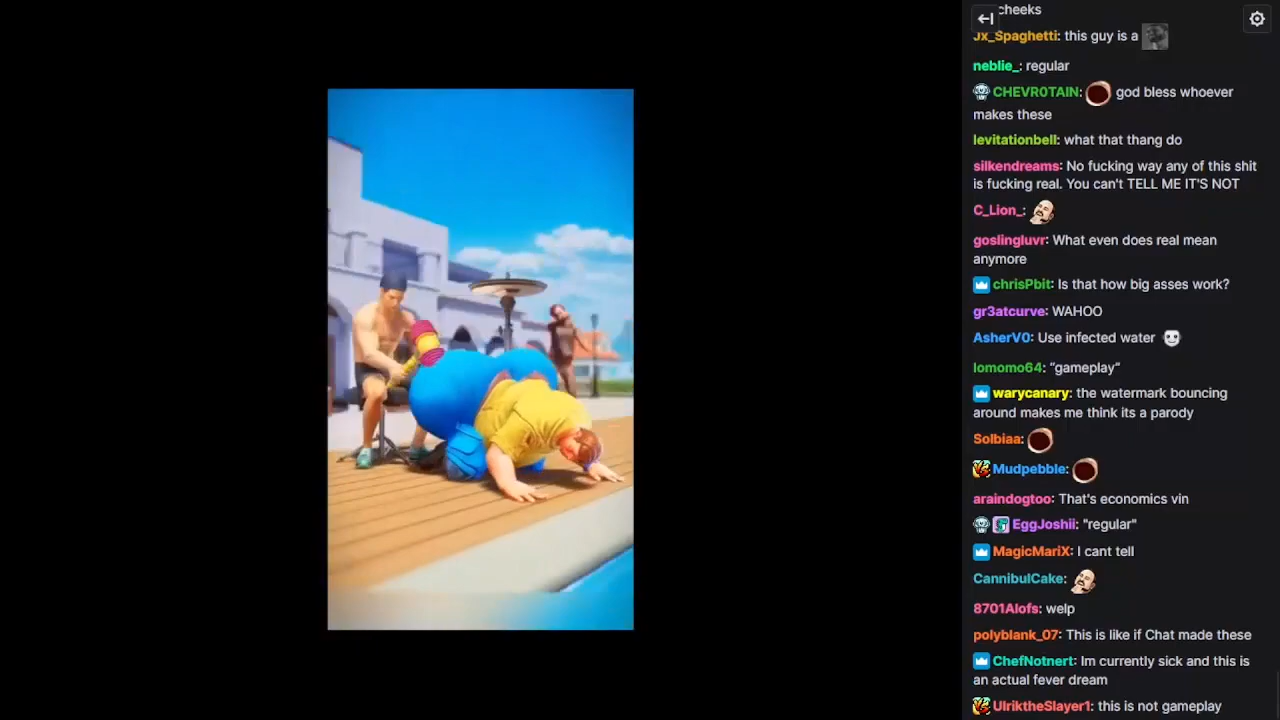 cheeks
Jx_Spaghetti: this guy is a
neblie_: regular
CHEVR0TAIN: god bless whoever
makes these
levitationbell: what that thang do
silkendreams: No fucking way any of this shit
is fucking real. You can't TELL ME IT'S NOT
C_Lion_:
goslingluvr: What even does real mean
anymore
chrisPbit: Is that how big asses work?
gr3atcurve: WAHOO
AsherV0: Use infected water
lomomo64: “gameplay”
warycanary: the watermark bouncing
around makes me think its a parody
Solbiaa:
Mudpebble:
araindogtoo: That's economics vin
EggJoshii: "regular"
MagicMariX: I cant tell
CannibulCake:
8701Alofs: welp
polyblank_07: This is like if Chat made these
ChefNotnert: Im currently sick and this is
an actual fever dream
UlriktheSlayer1: this is not gameplay